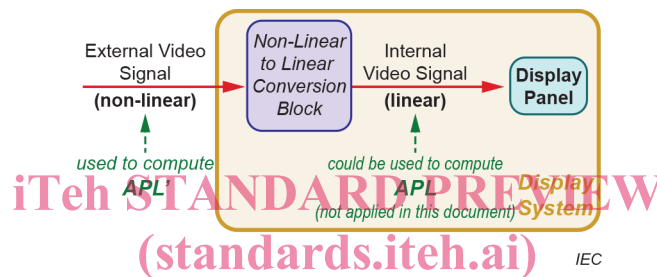 External Video
Signal
(non-linear)
used to compute
APL'
Non-Linear
to Linear
Conversion
Block
Internal
Video Signal
(linear)
could be used to compute
APL
(not applied in this document)
Display
Panel
Display
System
iTeh STANDARD PREVIEW
(standards.iteh.ai)
IEC